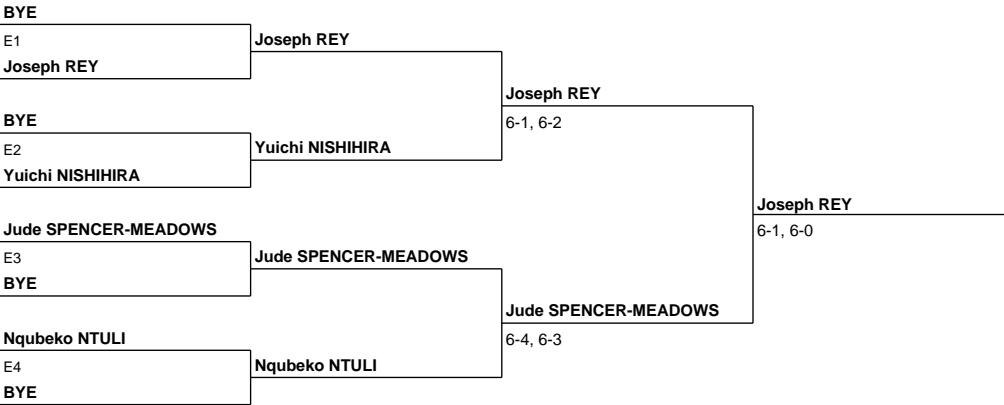 BYE
E1
Joseph REY
Joseph REY
BYE
E2
Yuichi NISHIHIRA
Yuichi NISHIHIRA
Joseph REY
6-1, 6-2
Jude SPENCER-MEADOWS
E3
BYE
Jude SPENCER-MEADOWS
Nqubeko NTULI
E4
BYE
Nqubeko NTULI
Jude SPENCER-MEADOWS
6-4, 6-3
Joseph REY
6-1, 6-0